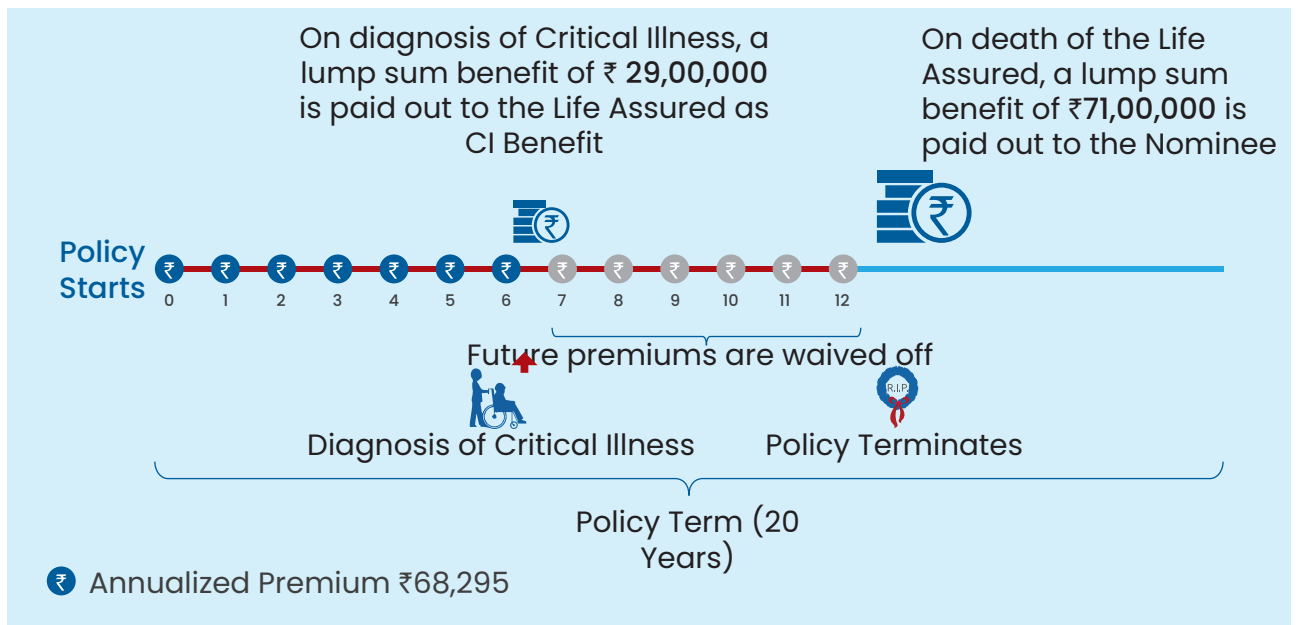 On diagnosis of Critical Illness, a
lump sum benefit of ₹ 29,00,000
is paid out to the Life Assured as
CI Benefit
On death of the Life
Assured, a lump sum
benefit of ₹71,00,000 is
paid out to the Nominee
₹
₹
Policy
Starts
₹ ₹ ₹ ₹ ₹ ₹ ₹ ₹ ₹ ₹ ₹ ₹ ₹
0 1 2 3 4 5 6 7 8 9 10 11 12
Future premiums are waived off
R.I.P.
Diagnosis of Critical Illness
Policy Terminates
Policy Term (20
Years)
₹ Annualized Premium ₹68,295